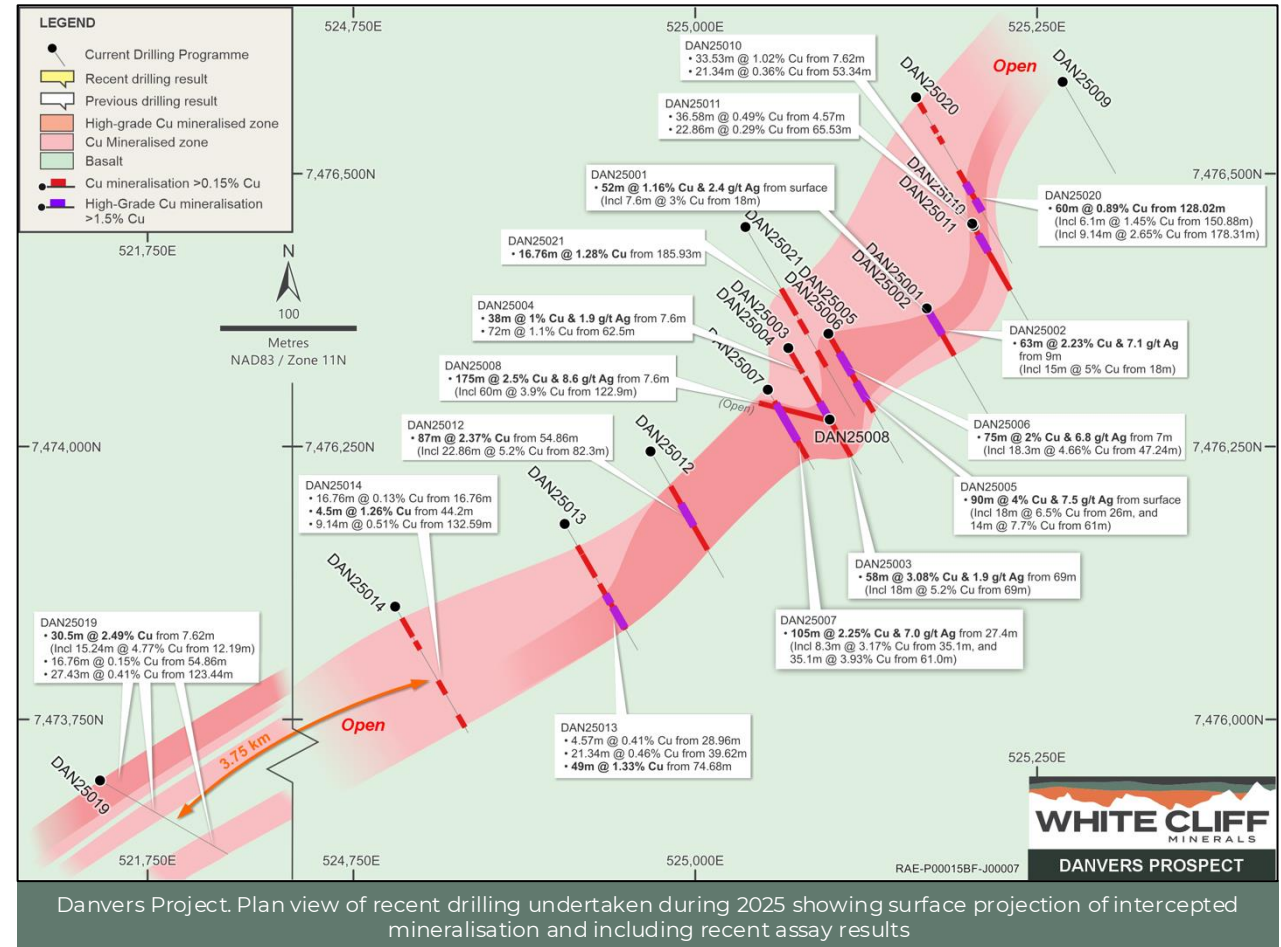 LEGEND
Current Drilling Programme
Recent drilling result
Previous drilling result
High-grade Cu mineralised zone
Cu Mineralised zone
Basalt
Cu mineralisation >0.15% Cu
High-Grade Cu mineralisation
>1.5% Cu
524,750E
525,000E
525,250E
7,476,500N
7,476,500N
521,750E
N
100
Metres
NAD83 / Zone 11N
7,474,000N
7,476,250N
7,476,250N
7,473,750N
7,476,000N
525,250E
521,750E
524,750E
525,000E
Open
DAN25009
DAN25020
DAN25010
DAN25011
DAN25001
DAN25002
DAN25021
DAN25005
DAN25006
DAN25003
DAN25004
DAN25007
(Open)
DAN25008
DAN25012
DAN25013
DAN25014
DAN25019
3.75 km
Open
DAN25010
• 33.53m @ 1.02% Cu from 7.62m
• 21.34m @ 0.36% Cu from 53.34m
DAN25011
• 36.58m @ 0.49% Cu from 4.57m
• 22.86m @ 0.29% Cu from 65.53m
DAN25001
• 52m @ 1.16% Cu & 2.4 g/t Ag from surface
(Incl 7.6m @ 3% Cu from 18m)
DAN25020
• 60m @ 0.89% Cu from 128.02m
(Incl 6.1m @ 1.45% Cu from 150.88m)
(Incl 9.14m @ 2.65% Cu from 178.31m)
DAN25021
• 16.76m @ 1.28% Cu from 185.93m
DAN25004
• 38m @ 1% Cu & 1.9 g/t Ag from 7.6m
• 72m @ 1.1% Cu from 62.5m
DAN25002
• 63m @ 2.23% Cu & 7.1 g/t Ag
from 9m
(Incl 15m @ 5% Cu from 18m)
DAN25008
• 175m @ 2.5% Cu & 8.6 g/t Ag from 7.6m
(Incl 60m @ 3.9% Cu from 122.9m)
DAN25012
• 87m @ 2.37% Cu from 54.86m
(Incl 22.86m @ 5.2% Cu from 82.3m)
DAN25006
• 75m @ 2% Cu & 6.8 g/t Ag from 7m
(Incl 18.3m @ 4.66% Cu from 47.24m)
DAN25014
• 16.76m @ 0.13% Cu from 16.76m
• 4.5m @ 1.26% Cu from 44.2m
• 9.14m @ 0.51% Cu from 132.59m
DAN25005
• 90m @ 4% Cu & 7.5 g/t Ag from surface
(Incl 18m @ 6.5% Cu from 26m, and
14m @ 7.7% Cu from 61m)
DAN25003
• 58m @ 3.08% Cu & 1.9 g/t Ag from 69m
(Incl 18m @ 5.2% Cu from 69m)
DAN25019
• 30.5m @ 2.49% Cu from 7.62m
(Incl 15.24m @ 4.77% Cu from 12.19m)
• 16.76m @ 0.15% Cu from 54.86m
• 27.43m @ 0.41% Cu from 123.44m
DAN25007
• 105m @ 2.25% Cu & 7.0 g/t Ag from 27.4m
(Incl 8.3m @ 3.17% Cu from 35.1m, and
35.1m @ 3.93% Cu from 61.0m)
DAN25013
• 4.57m @ 0.41% Cu from 28.96m
• 21.34m @ 0.46% Cu from 39.62m
• 49m @ 1.33% Cu from 74.68m
RAE-P00015BF-J00007
WHITE CLIFF
MINERALS
DANVERS PROSPECT
Danvers Project. Plan view of recent drilling undertaken during 2025 showing surface projection of intercepted
mineralisation and including recent assay results